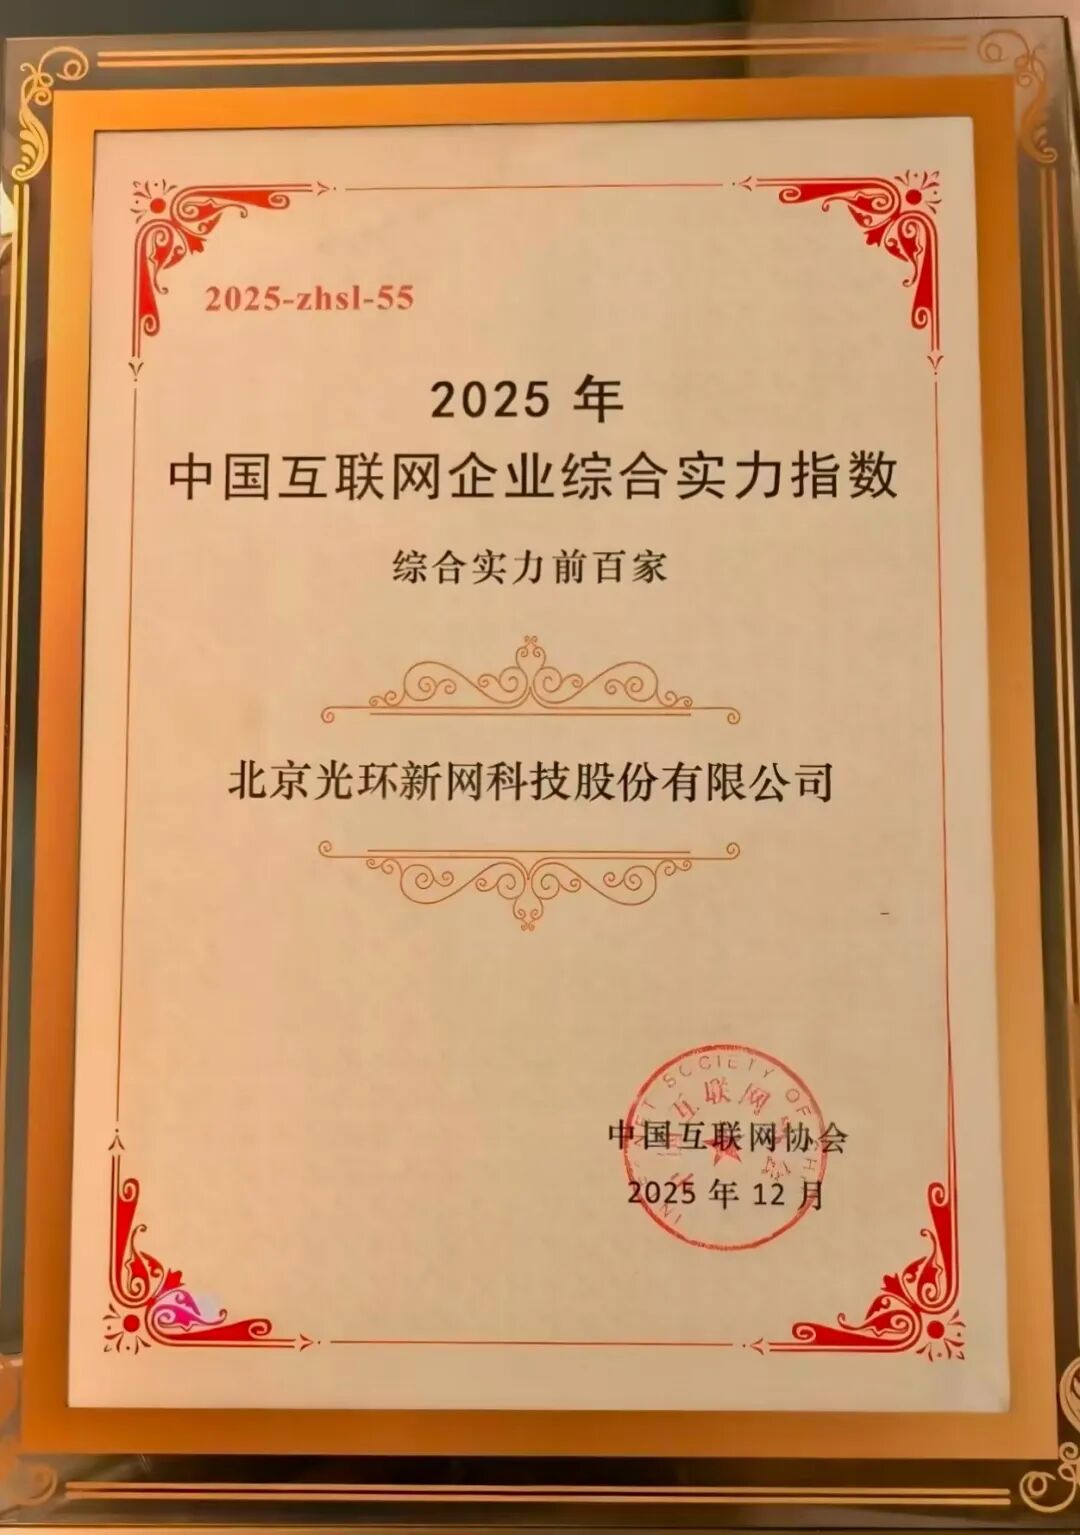 2025-zhsl-55
2025 年
中国互联网企业综合实力指数
综合实力前百家
北京光环新网科技股份有限公司
中国互联网协会
2025 年 12 月